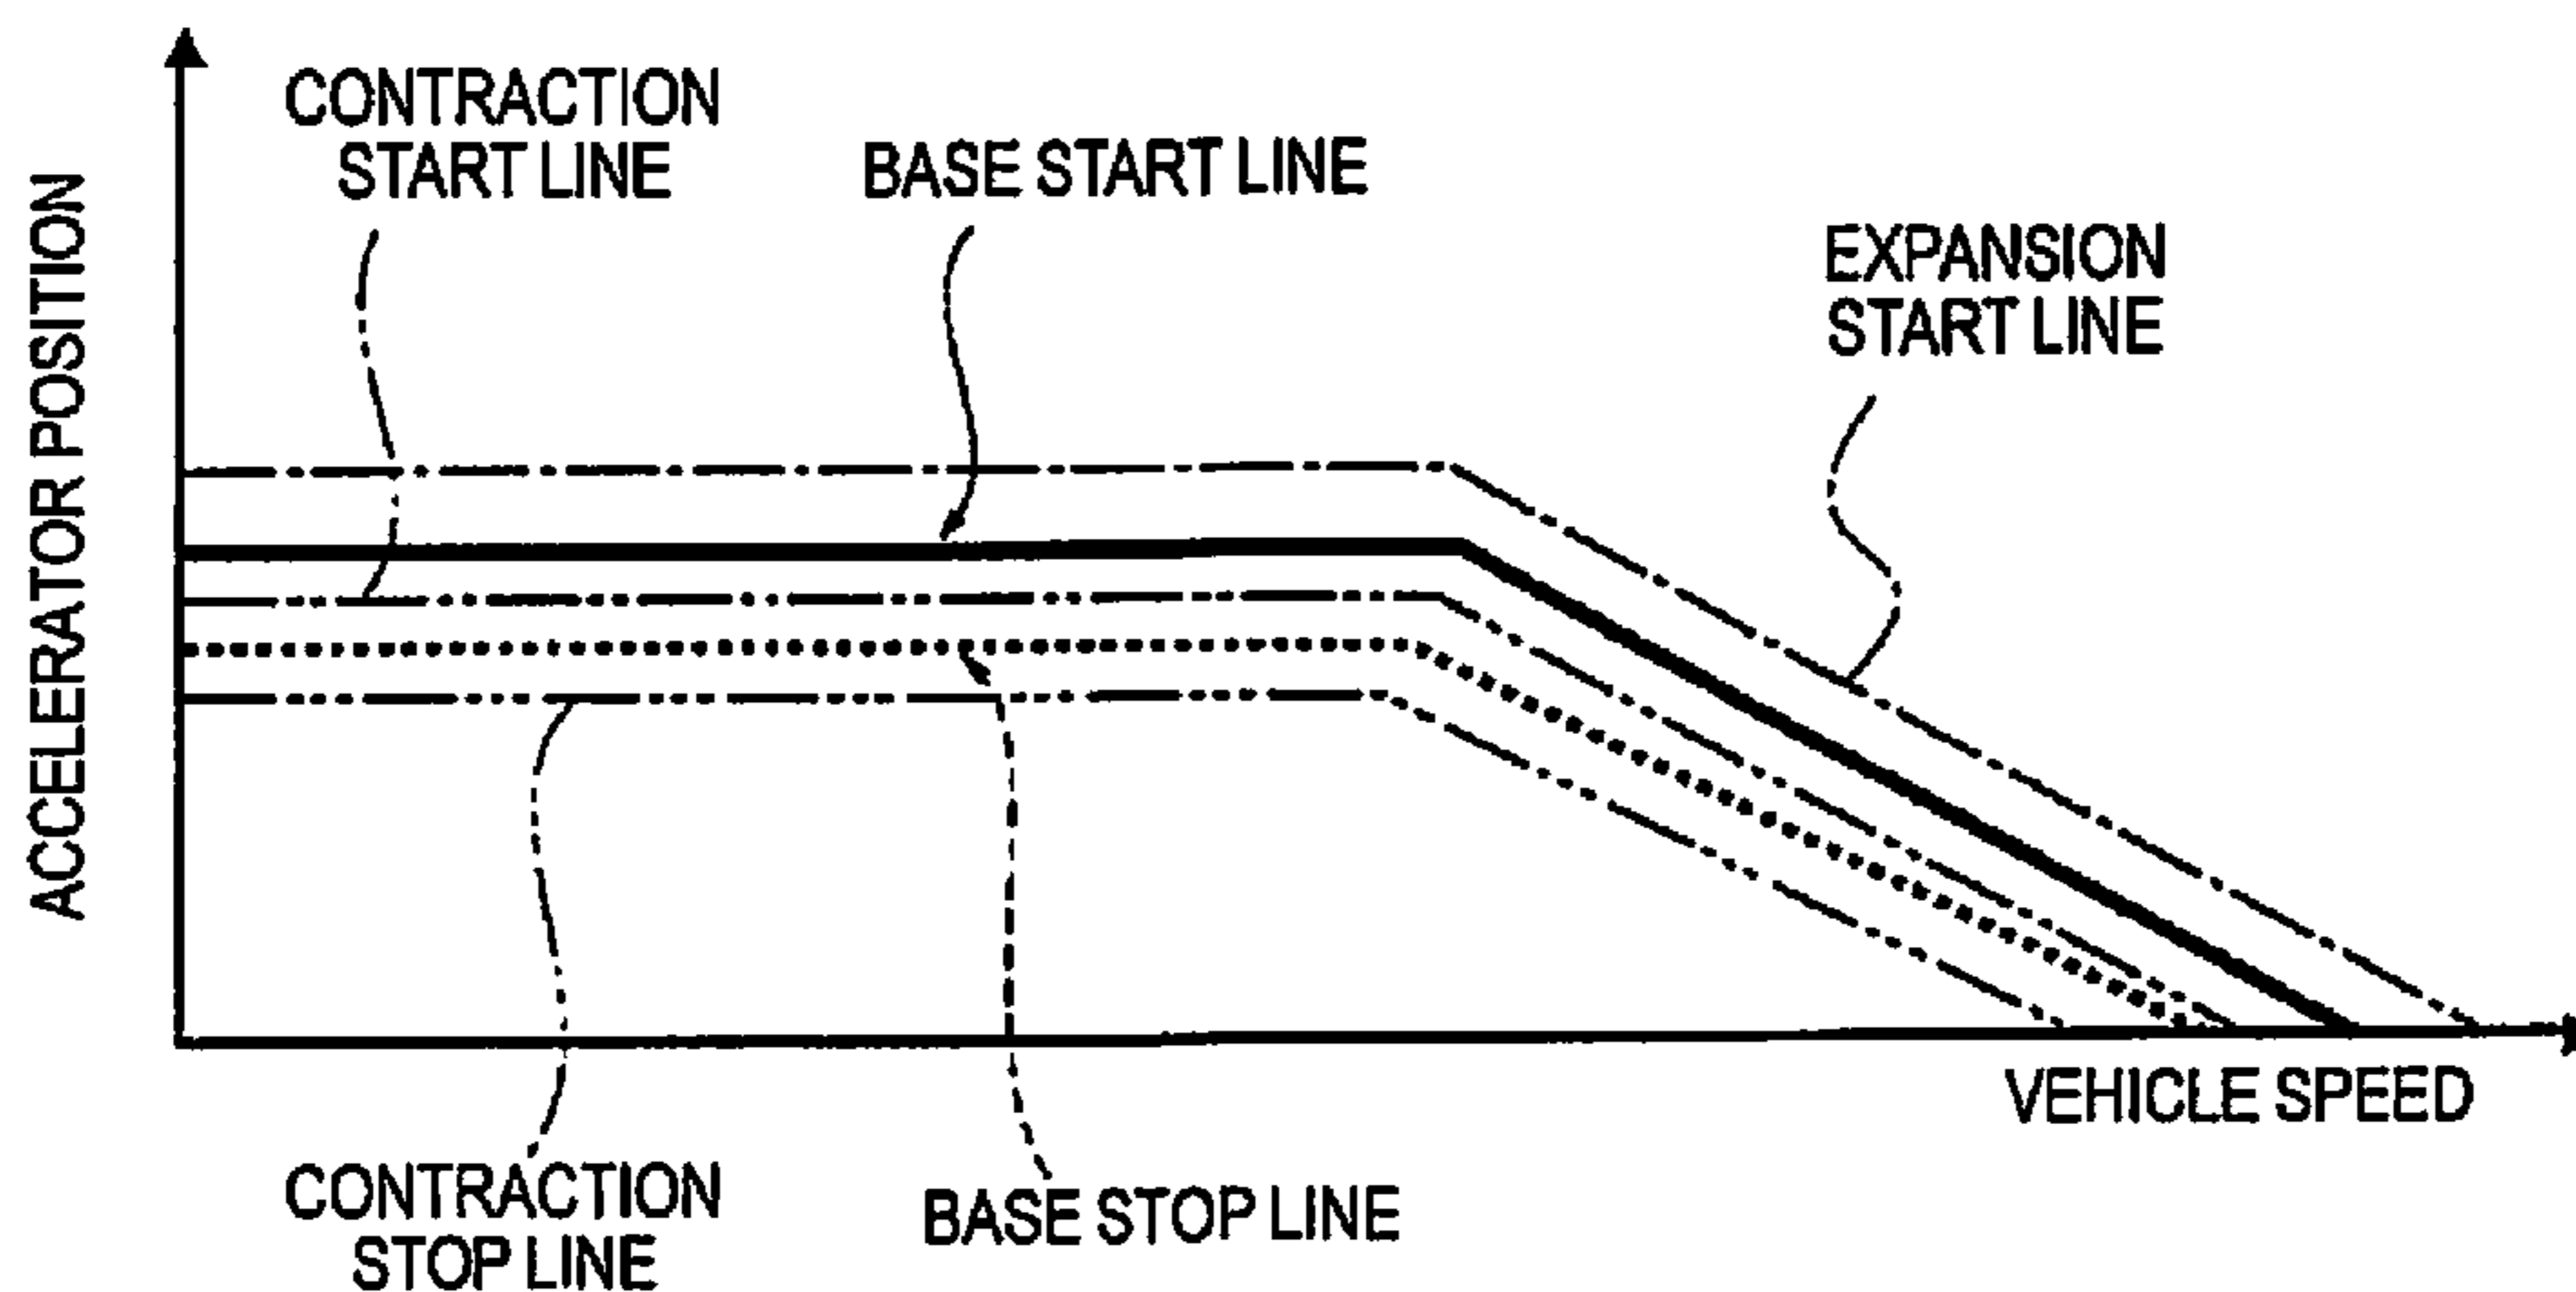 CONTRACTION
START LINE
BASE START LINE
EXPANSION
START LINE
ACCELERATOR POSITION
VEHICLE SPEED
CONTRACTION
STOP LINE
BASE STOP LINE